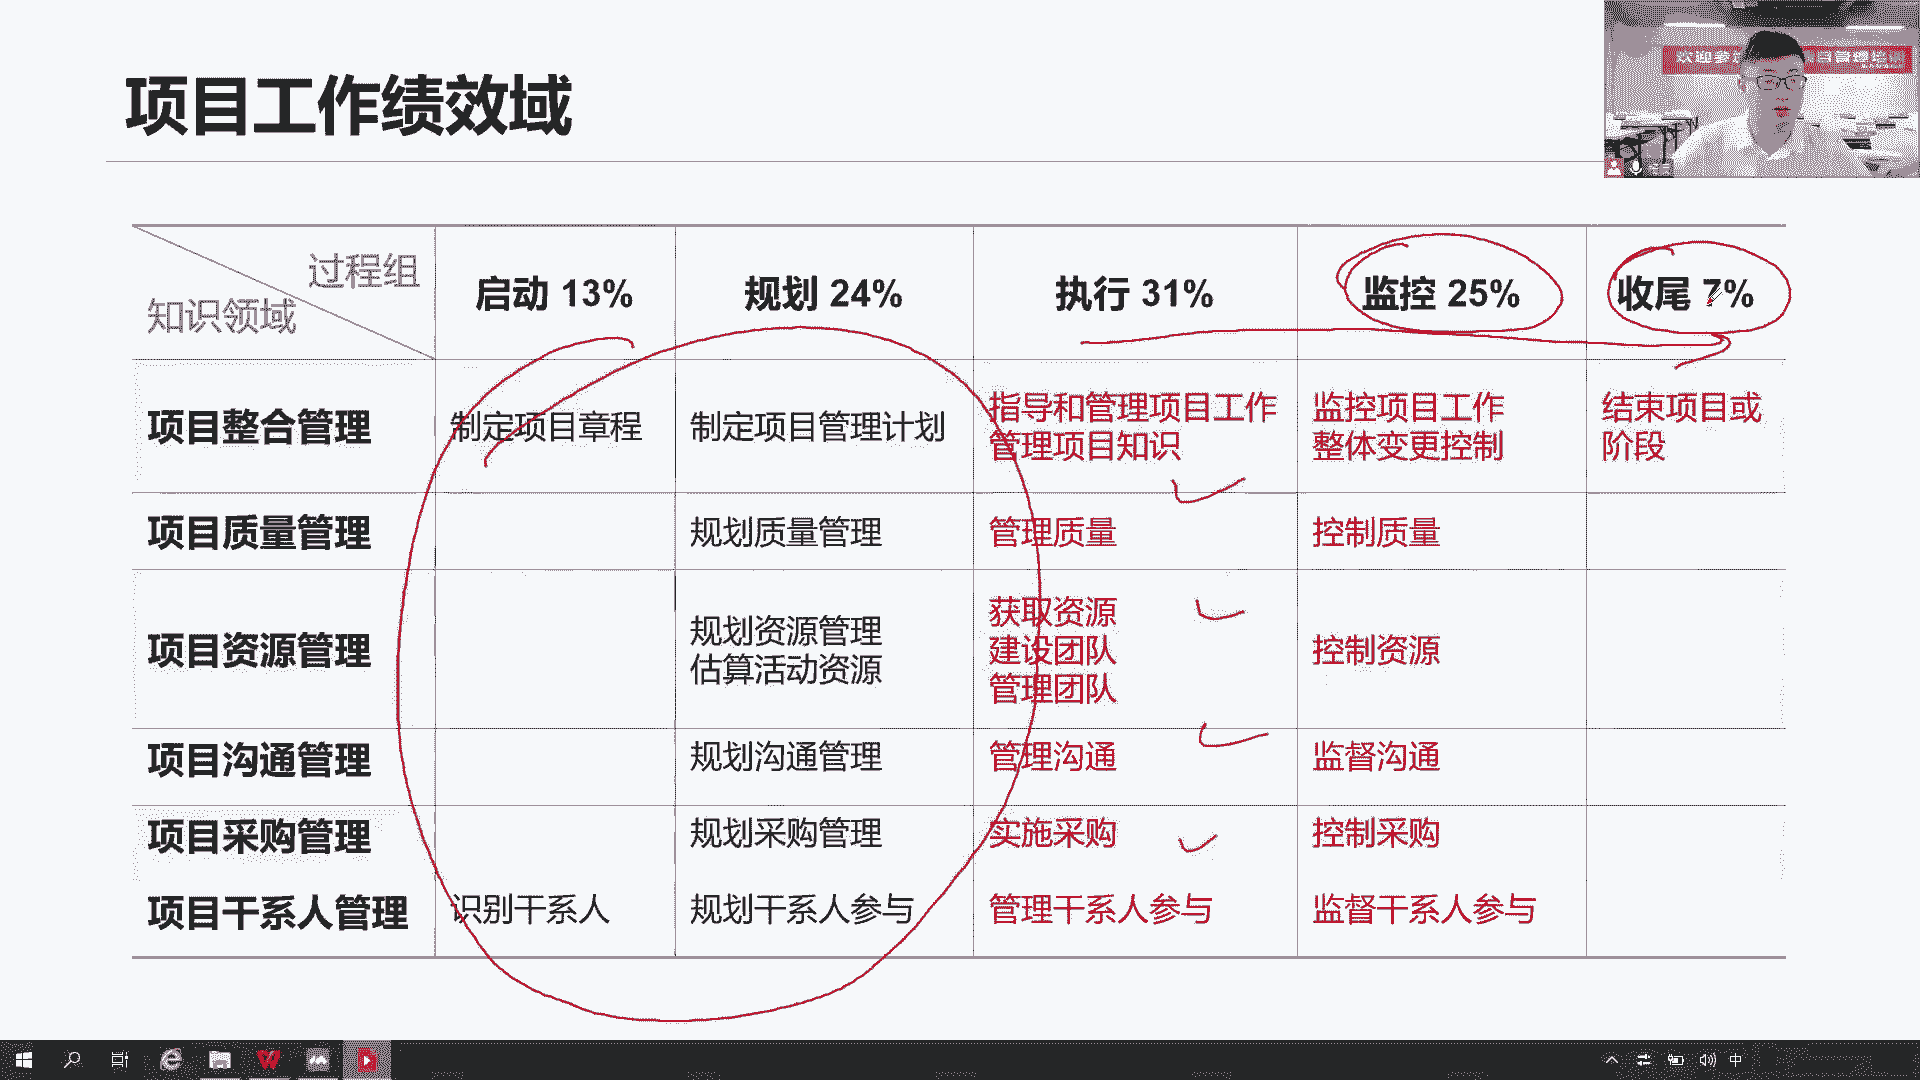 项目工作绩效域
过程组
知识领域
启动 13%
规划 24%
执行 31%
监控 25%
收尾 7%
项目整合管理
制定项目章程
制定项目管理计划
指导和管理项目工作
管理项目知识
监控项目工作
整体变更控制
结束项目或
阶段
项目质量管理
规划质量管理
管理质量
控制质量
项目资源管理
规划资源管理
估算活动资源
获取资源
建设团队
管理团队
控制资源
项目沟通管理
规划沟通管理
管理沟通
监督沟通
项目采购管理
规划采购管理
实施采购
控制采购
项目干系人管理
识别干系人
规划干系人参与
管理干系人参与
监督干系人参与
中